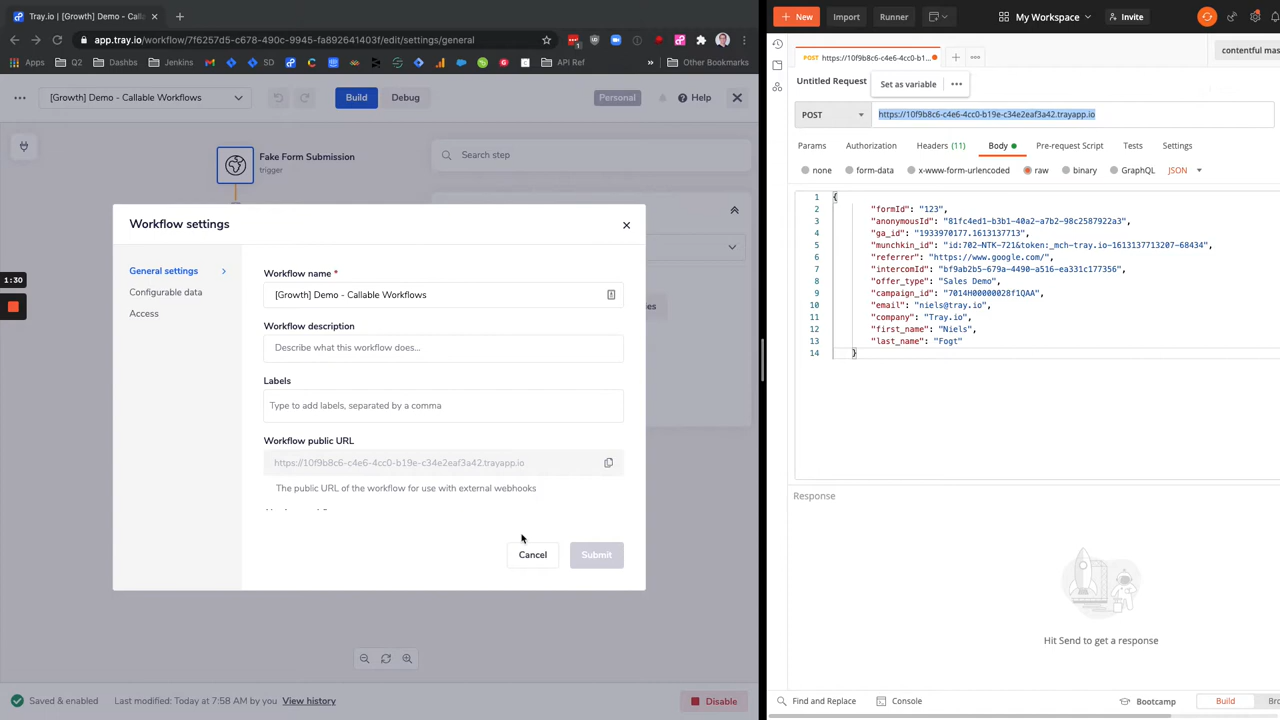 Tray.io | [Growth] Demo - Callab
app.tray.io/workflow/7f6257d5-c678-490c-9945-fa892641403f/edit/settings/general
1
Apps
Q2
Dashbs
Jenkins
Directory
SD
API Ref
»
Other Bookmarks
[Growth] Demo - Callable Workflows
Build
Debug
Personal
Help
Fake Form Submission
trigger
Search step
Workflow settings
General settings
Configurable data
Access
Workflow name *
[Growth] Demo - Callable Workflows
Workflow description
Describe what this workflow does...
Labels
Type to add labels, separated by a comma
Workflow public URL
https://10f9b8c6-c4e6-4cc0-b19e-c34e2eaf3a42.trayapp.io
The public URL of the workflow for use with external webhooks
Cancel
Submit
1:30
Saved & enabled
Last modified: Today at 7:58 AM by you
View history
Disable
New
Import
Runner
My Workspace
Invite
POST https://10f9b8c6-c4e6-4cc0-b1...
contentful mas
Untitled Request
Set as variable
POST
https://10f9b8c6-c4e6-4cc0-b19e-c34e2eaf3a42.trayapp.io
Params
Authorization
Headers (11)
Body
Pre-request Script
Tests
Settings
none
form-data
x-www-form-urlencoded
raw
binary
GraphQL
JSON
1 {
2 "formId": "123",
3 "anonymousId": "81fc4ed1-b3b1-40a2-a7b2-98c2587922a3",
4 "ga_id": "1933970177.1613137713",
5 "munchkin_id": "id:702-NTK-721&token:_mch-tray.io-1613137713207-68434",
6 "referrer": "https://www.google.com/",
7 "intercomId": "bf9ab2b5-679a-4490-a516-ea331c177356",
8 "offer_type": "Sales Demo",
9 "campaign_id": "7014H00000028f1QAA",
10 "email": "niels@tray.io",
11 "company": "Tray.io",
12 "first_name": "Niels",
13 "last_name": "Fogt"
14 }
Response
Hit Send to get a response
Find and Replace
Console
Bootcamp
Build